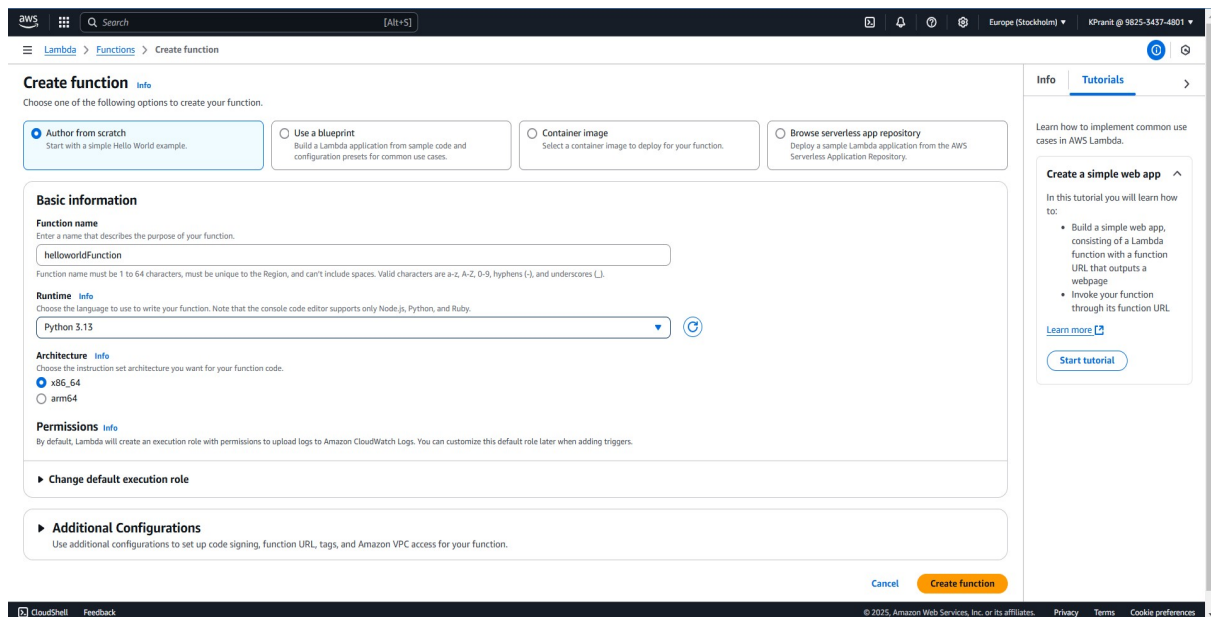 aws
Search
[Alt+S]
Europe (Stockholm) ▼
KPranit @ 9825-3437-4801 ▼
Lambda > Functions > Create function
Create function Info
Choose one of the following options to create your function.
Author from scratch
Start with a simple Hello World example.
Use a blueprint
Build a Lambda application from sample code and
configuration presets for common use cases.
Container image
Select a container image to deploy for your function.
Browse serverless app repository
Deploy a sample Lambda application from the AWS
Serverless Application Repository.
Basic information
Function name
Enter a name that describes the purpose of your function.
helloworldFunction
Function name must be 1 to 64 characters, must be unique to the Region, and can't include spaces. Valid characters are a-z, A-Z, 0-9, hyphens (-), and underscores (_).
Runtime Info
Choose the language to use to write your function. Note that the console code editor supports only Node.js, Python, and Ruby.
Python 3.13
Architecture Info
Choose the instruction set architecture you want for your function code.
x86_64
arm64
Permissions Info
By default, Lambda will create an execution role with permissions to upload logs to Amazon CloudWatch Logs. You can customize this default role later when adding triggers.
Change default execution role
Additional Configurations
Use additional configurations to set up code signing, function URL, tags, and Amazon VPC access for your function.
Cancel
Create function
Info
Tutorials
Learn how to implement common use
cases in AWS Lambda.
Create a simple web app
In this tutorial you will learn how
to:
• Build a simple web app,
consisting of a Lambda
function with a function
URL that outputs a
webpage
• Invoke your function
through its function URL
Learn more
Start tutorial
CloudShell
Feedback
© 2025, Amazon Web Services, Inc. or its affiliates.
Privacy
Terms
Cookie preferences